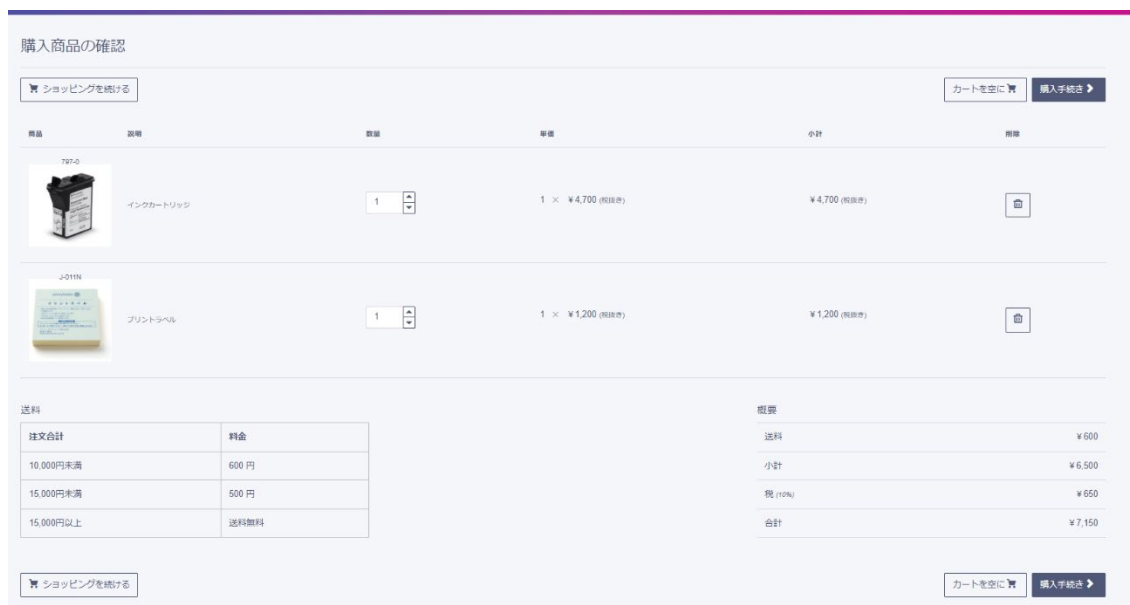 購入商品の確認
ショッピングを続ける
カートを空に 購入手続き
商品 説明 数量 単価 小計 削除
797-0
インクカートリッジ 1 1 × ¥4,700 (税抜き) ¥4,700 (税抜き)
J-011N
プリントラベル 1 1 × ¥1,200 (税抜き) ¥1,200 (税抜き)
送料
注文合計 料金
10,000円未満 600 円
15,000円未満 500 円
15,000円以上 送料無料
概要
送料 ¥600
小計 ¥6,500
税 (10%) ¥650
合計 ¥7,150
ショッピングを続ける
カートを空に 購入手続き